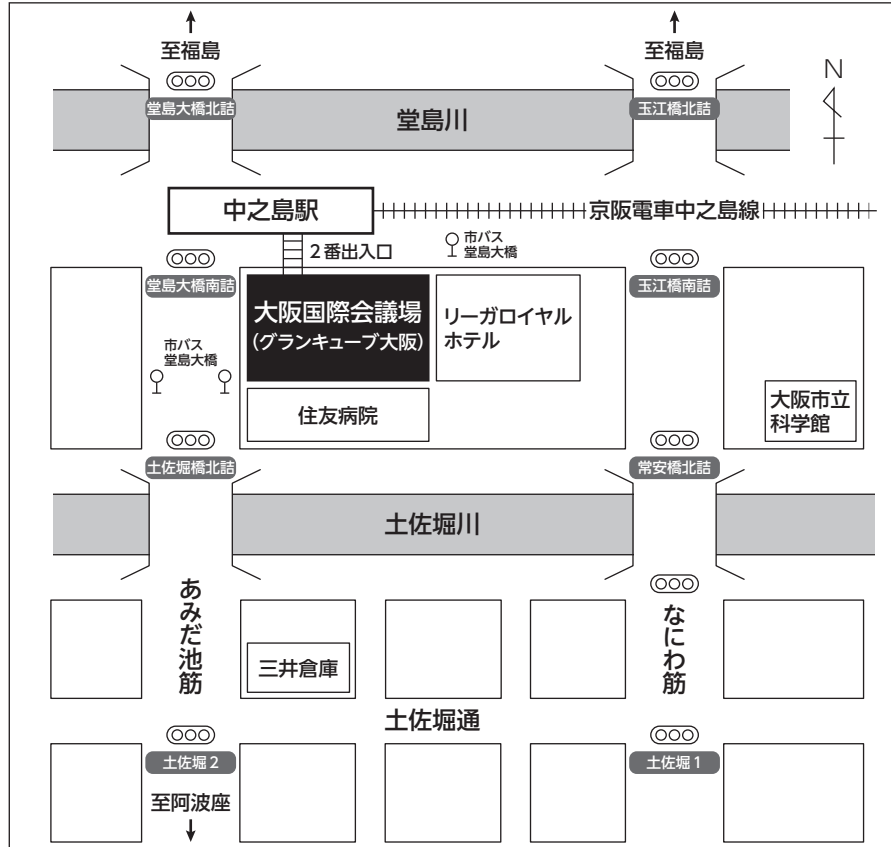 至福島
至福島
堂島大橋北詰
玉江橋北詰
N
堂島川
中之島駅
京阪電車中之島線
2番出入口
市バス
堂島大橋
堂島大橋南詰
玉江橋南詰
大阪国際会議場
(グランキューブ大阪)
リーガロイヤル
ホテル
市バス
堂島大橋
住友病院
大阪市立
科学館
土佐堀橋北詰
常安橋北詰
土佐堀川
あみだ池筋
なにわ筋
三井倉庫
土佐堀通
土佐堀2
土佐堀1
至阿波座